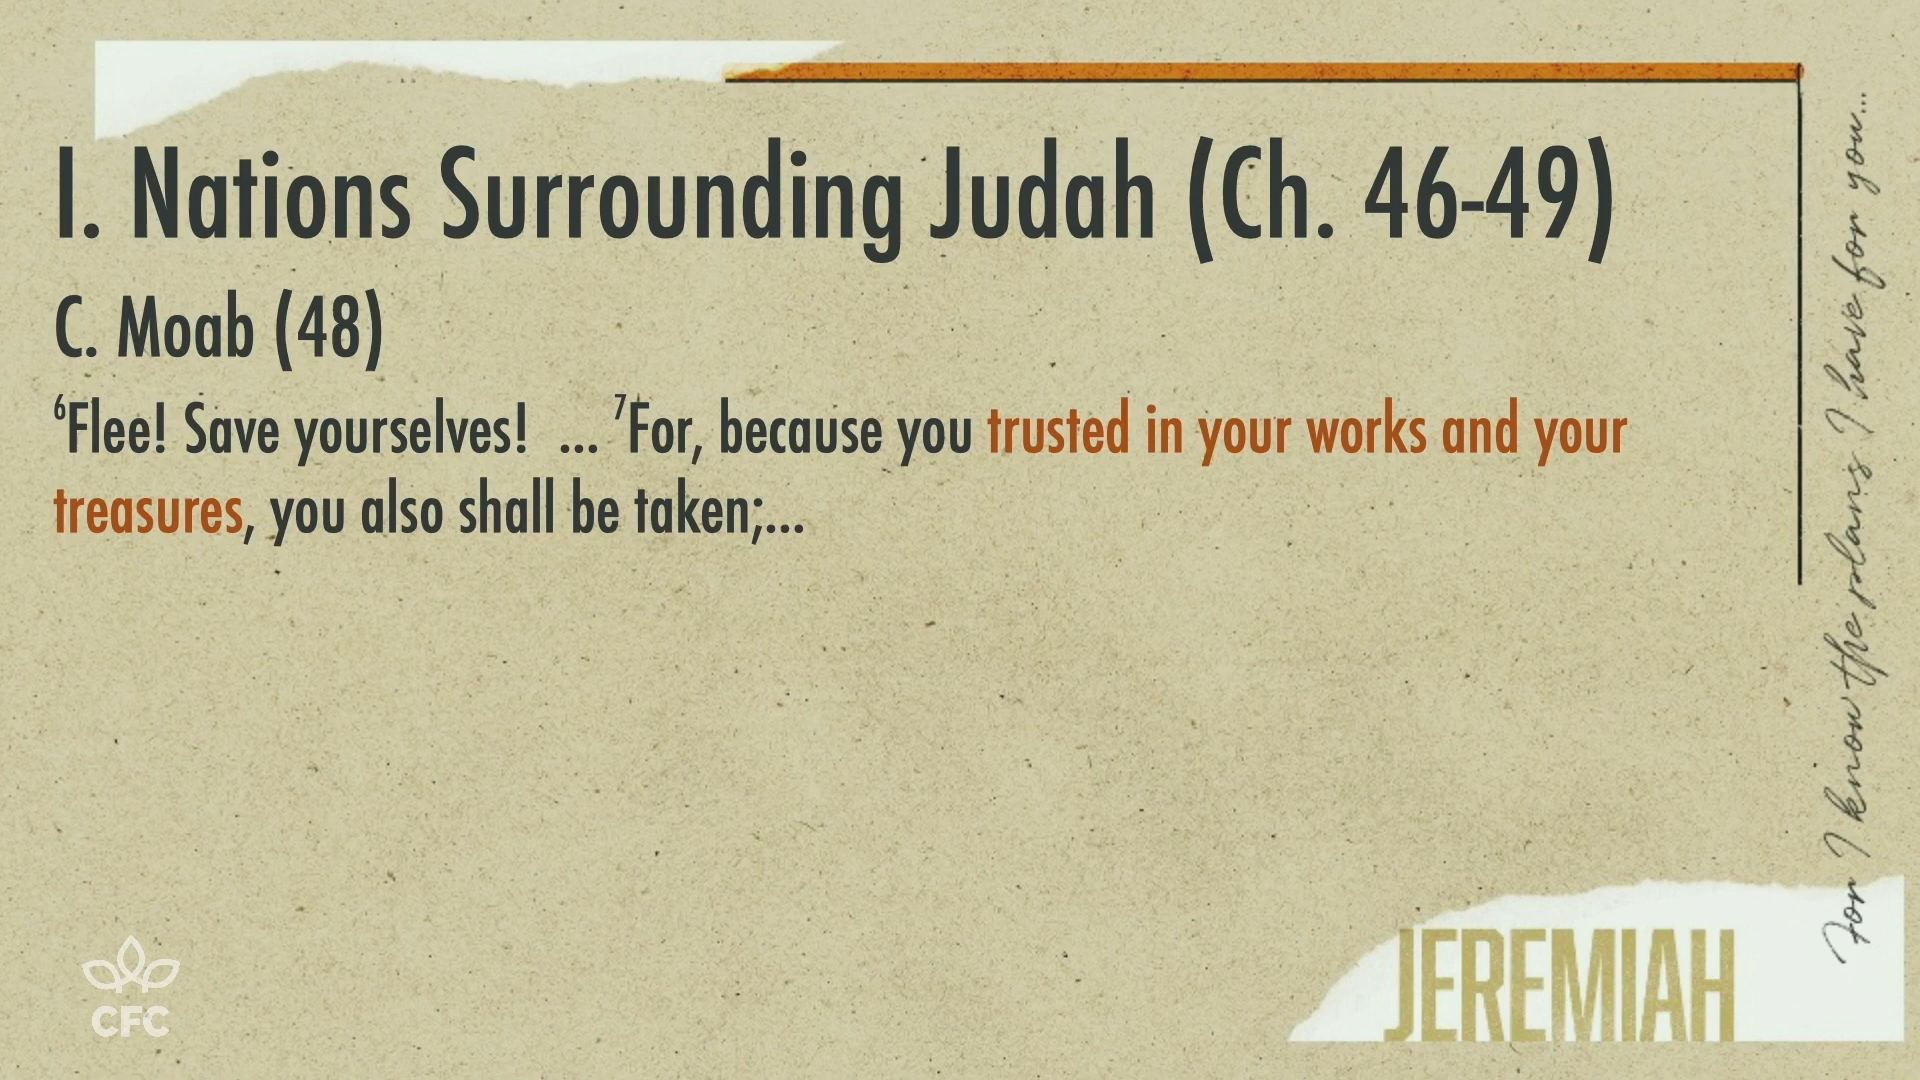 I. Nations Surrounding Judah (Ch. 46-49)
C. Moab (48)
⁶Flee! Save yourselves!  ... ⁷For, because you trusted in your works and your
treasures, you also shall be taken;...
For I know the plans I have for you...
JEREMIAH
CFC